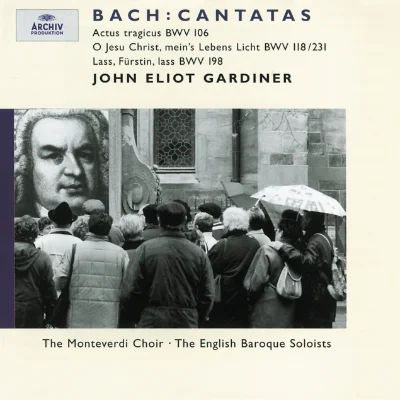 ARCHIV
PRODUKTION
BACH: CANTATAS
Actus tragicus BWV 106
O Jesu Christ, mein's Lebens Licht BWV 118/231
Lass, Fürstin, lass BWV 198
JOHN ELIOT GARDINER
The Monteverdi Choir · The English Baroque Soloists